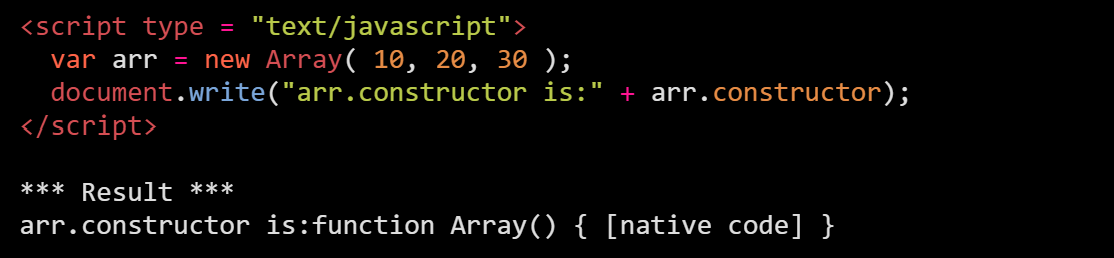 <script type = "text/javascript">
  var arr = new Array( 10, 20, 30 );
  document.write("arr.constructor is:" + arr.constructor);
</script>

*** Result ***
arr.constructor is:function Array() { [native code] }